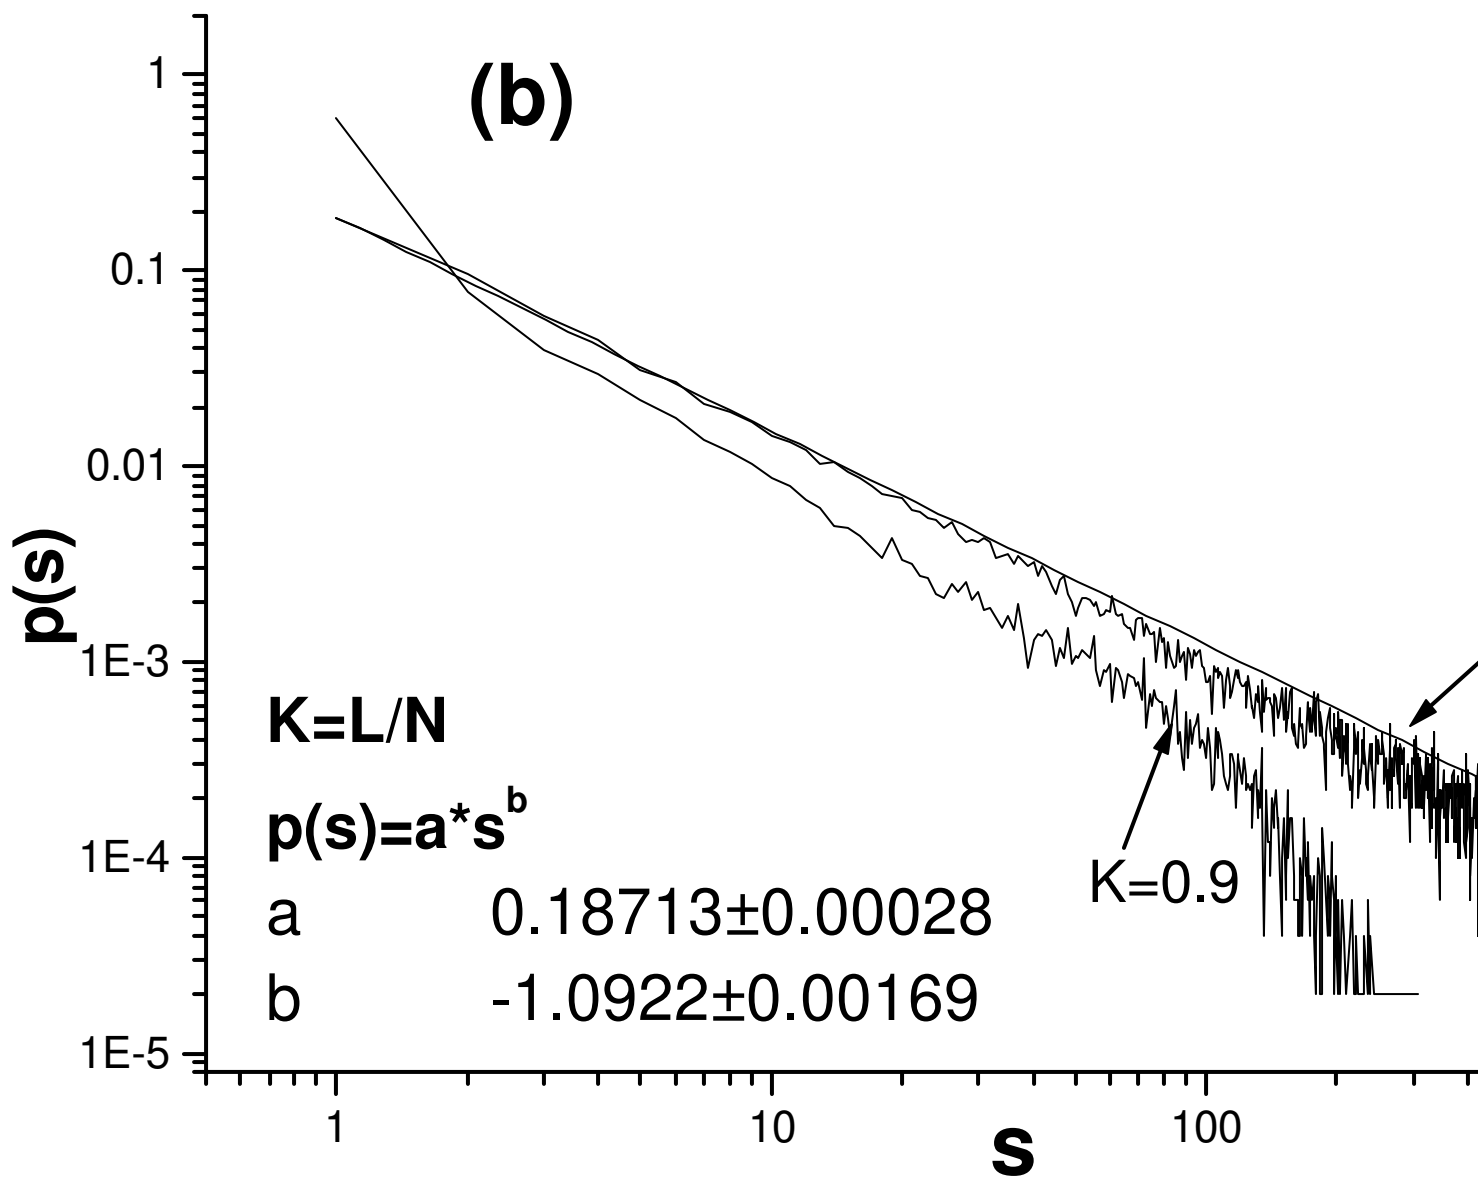 (b)
1
0.1
0.01
1E-3
1E-4
1E-5
p(s)
K=L/N
p(s)=a*s^b
a 0.18713±0.00028
b -1.0922±0.00169
K=0.9
1 10 100
s